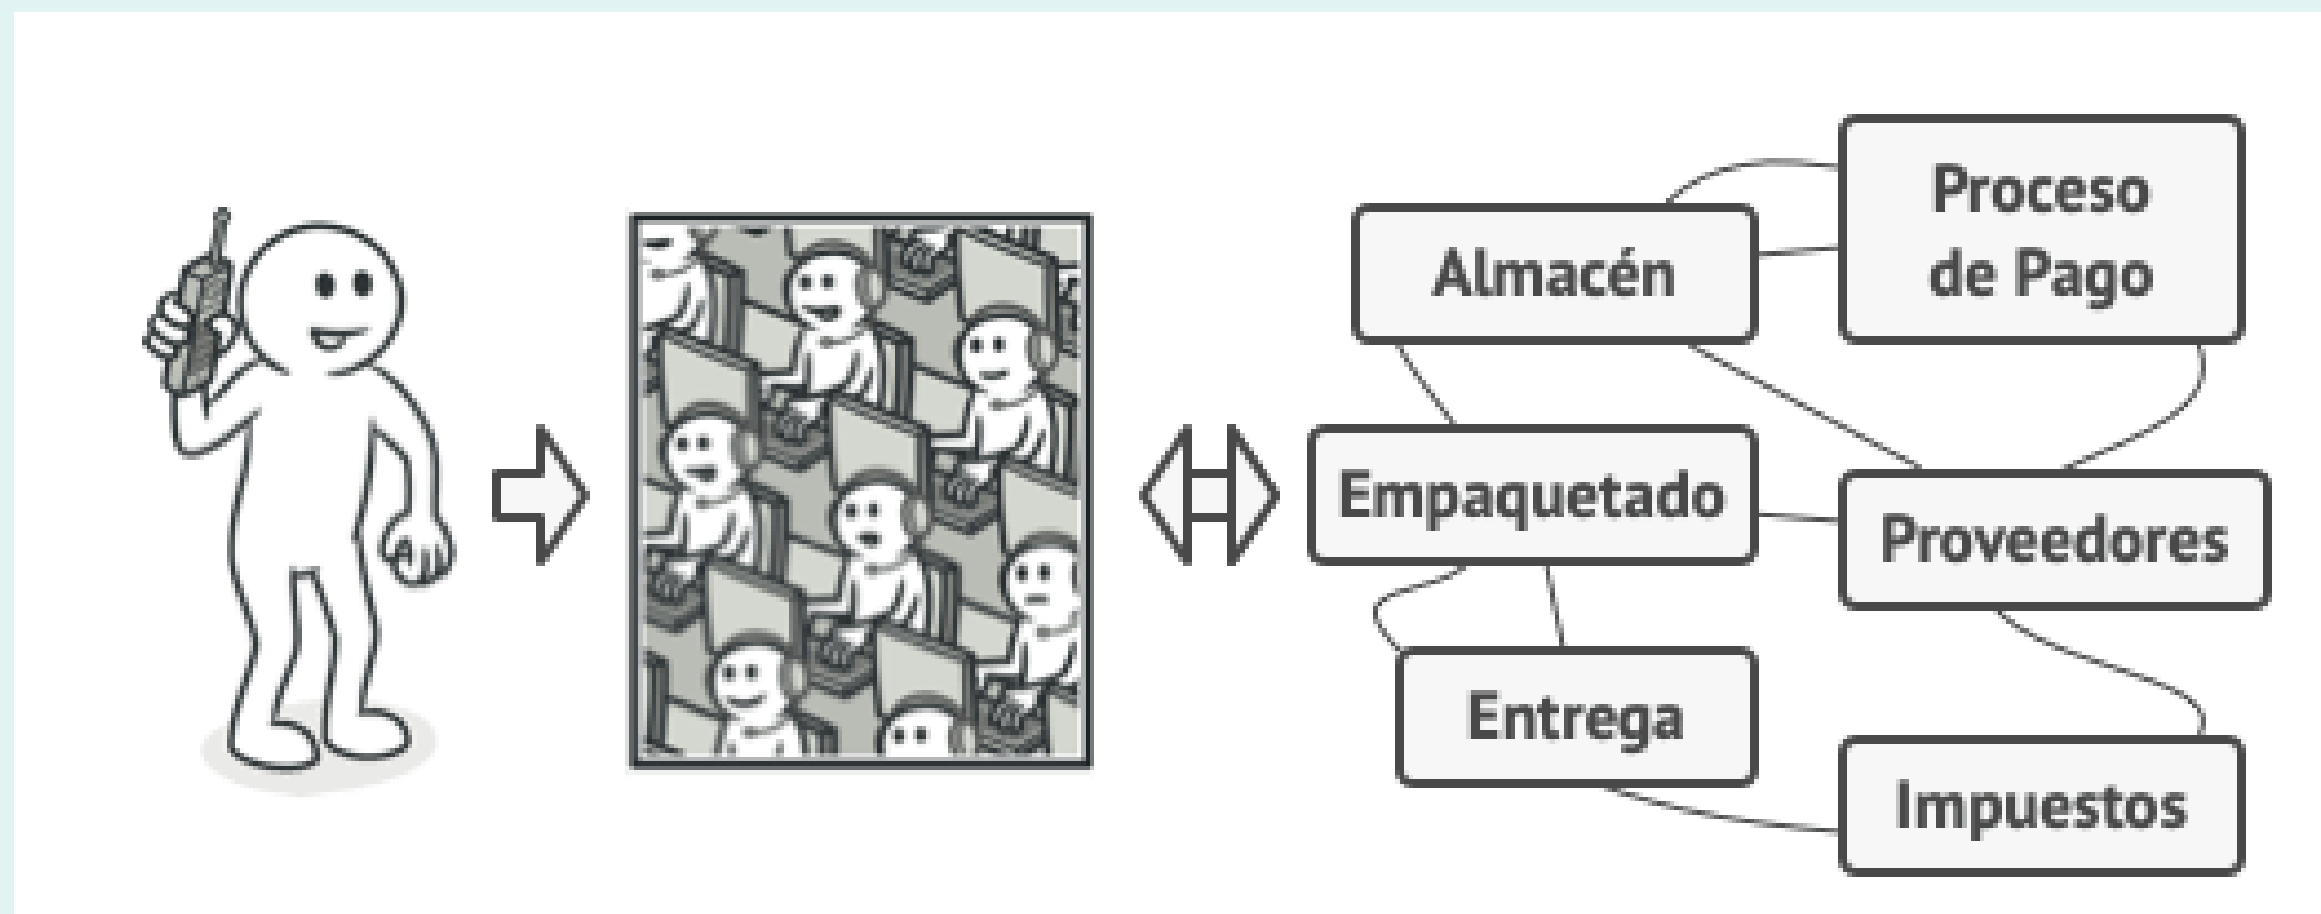 Proceso
de Pago
Almacén
Empaquetado
Proveedores
Entrega
Impuestos